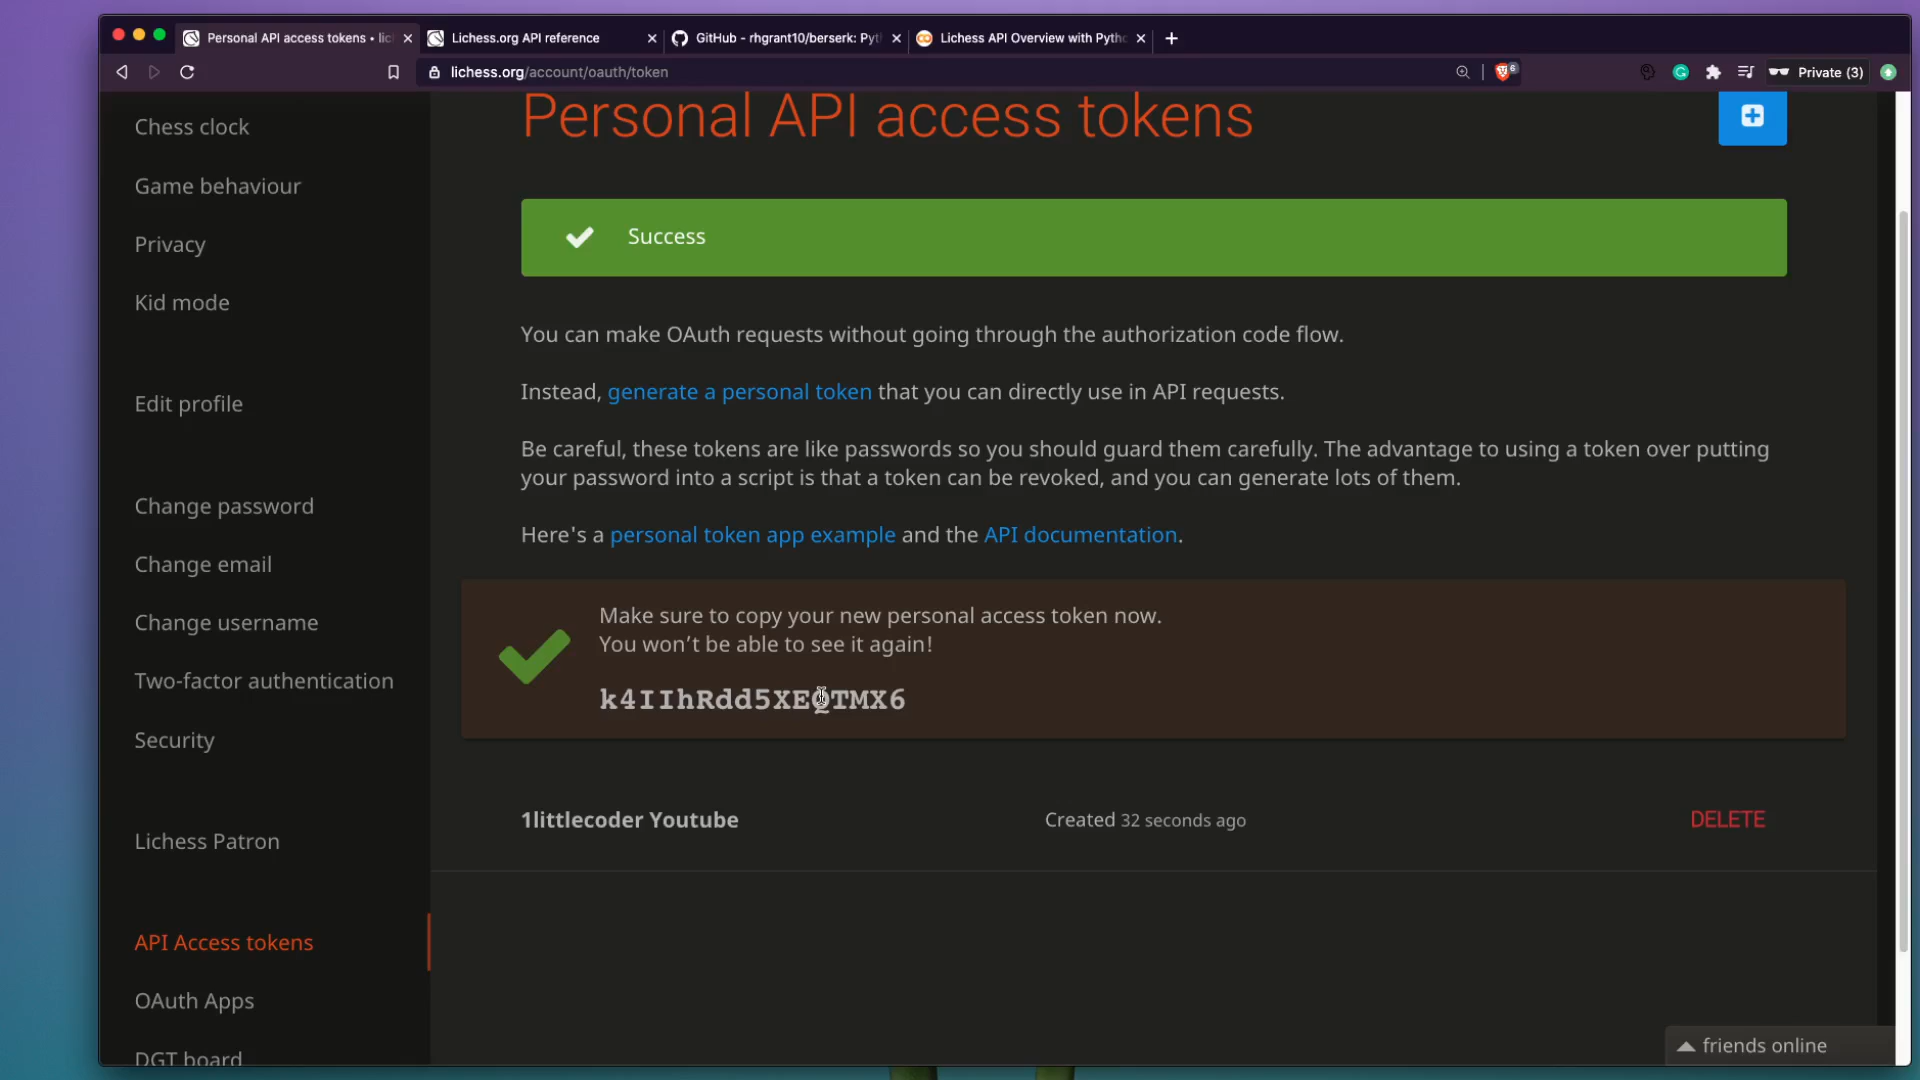 Personal API access tokens • lic
Lichess.org API reference
GitHub - rhgrant10/berserk: Pyt
Lichess API Overview with Pytho
lichess.org/account/oauth/token
6
Private (3)
Chess clock
Game behaviour
Privacy
Kid mode
Edit profile
Change password
Change email
Change username
Two-factor authentication
Security
Lichess Patron
API Access tokens
OAuth Apps
DGT board
Personal API access tokens
Success
You can make OAuth requests without going through the authorization code flow.
Instead, generate a personal token that you can directly use in API requests.
Be careful, these tokens are like passwords so you should guard them carefully. The advantage to using a token over putting
your password into a script is that a token can be revoked, and you can generate lots of them.
Here's a personal token app example and the API documentation.
Make sure to copy your new personal access token now.
You won’t be able to see it again!
k4IIhRdd5XEQTMX6
1littlecoder Youtube
Created 32 seconds ago
DELETE
friends online